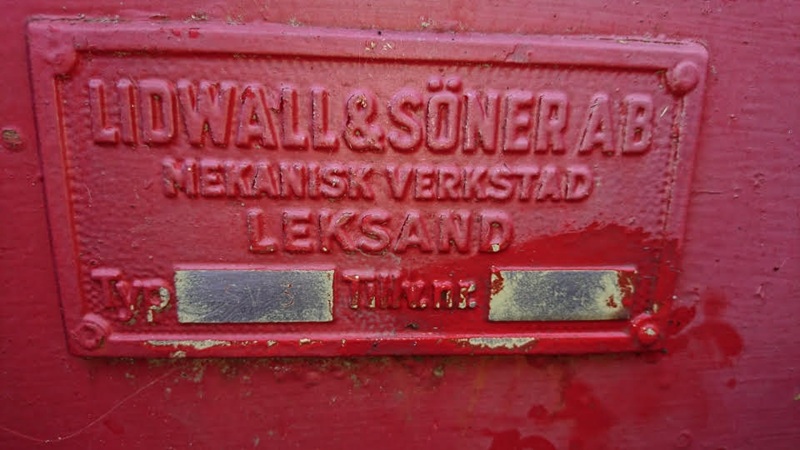 LIDWALL & SÖNER AB
MEKANISK VERKSTAD
LEKSAND
Typ Tillv.nr.